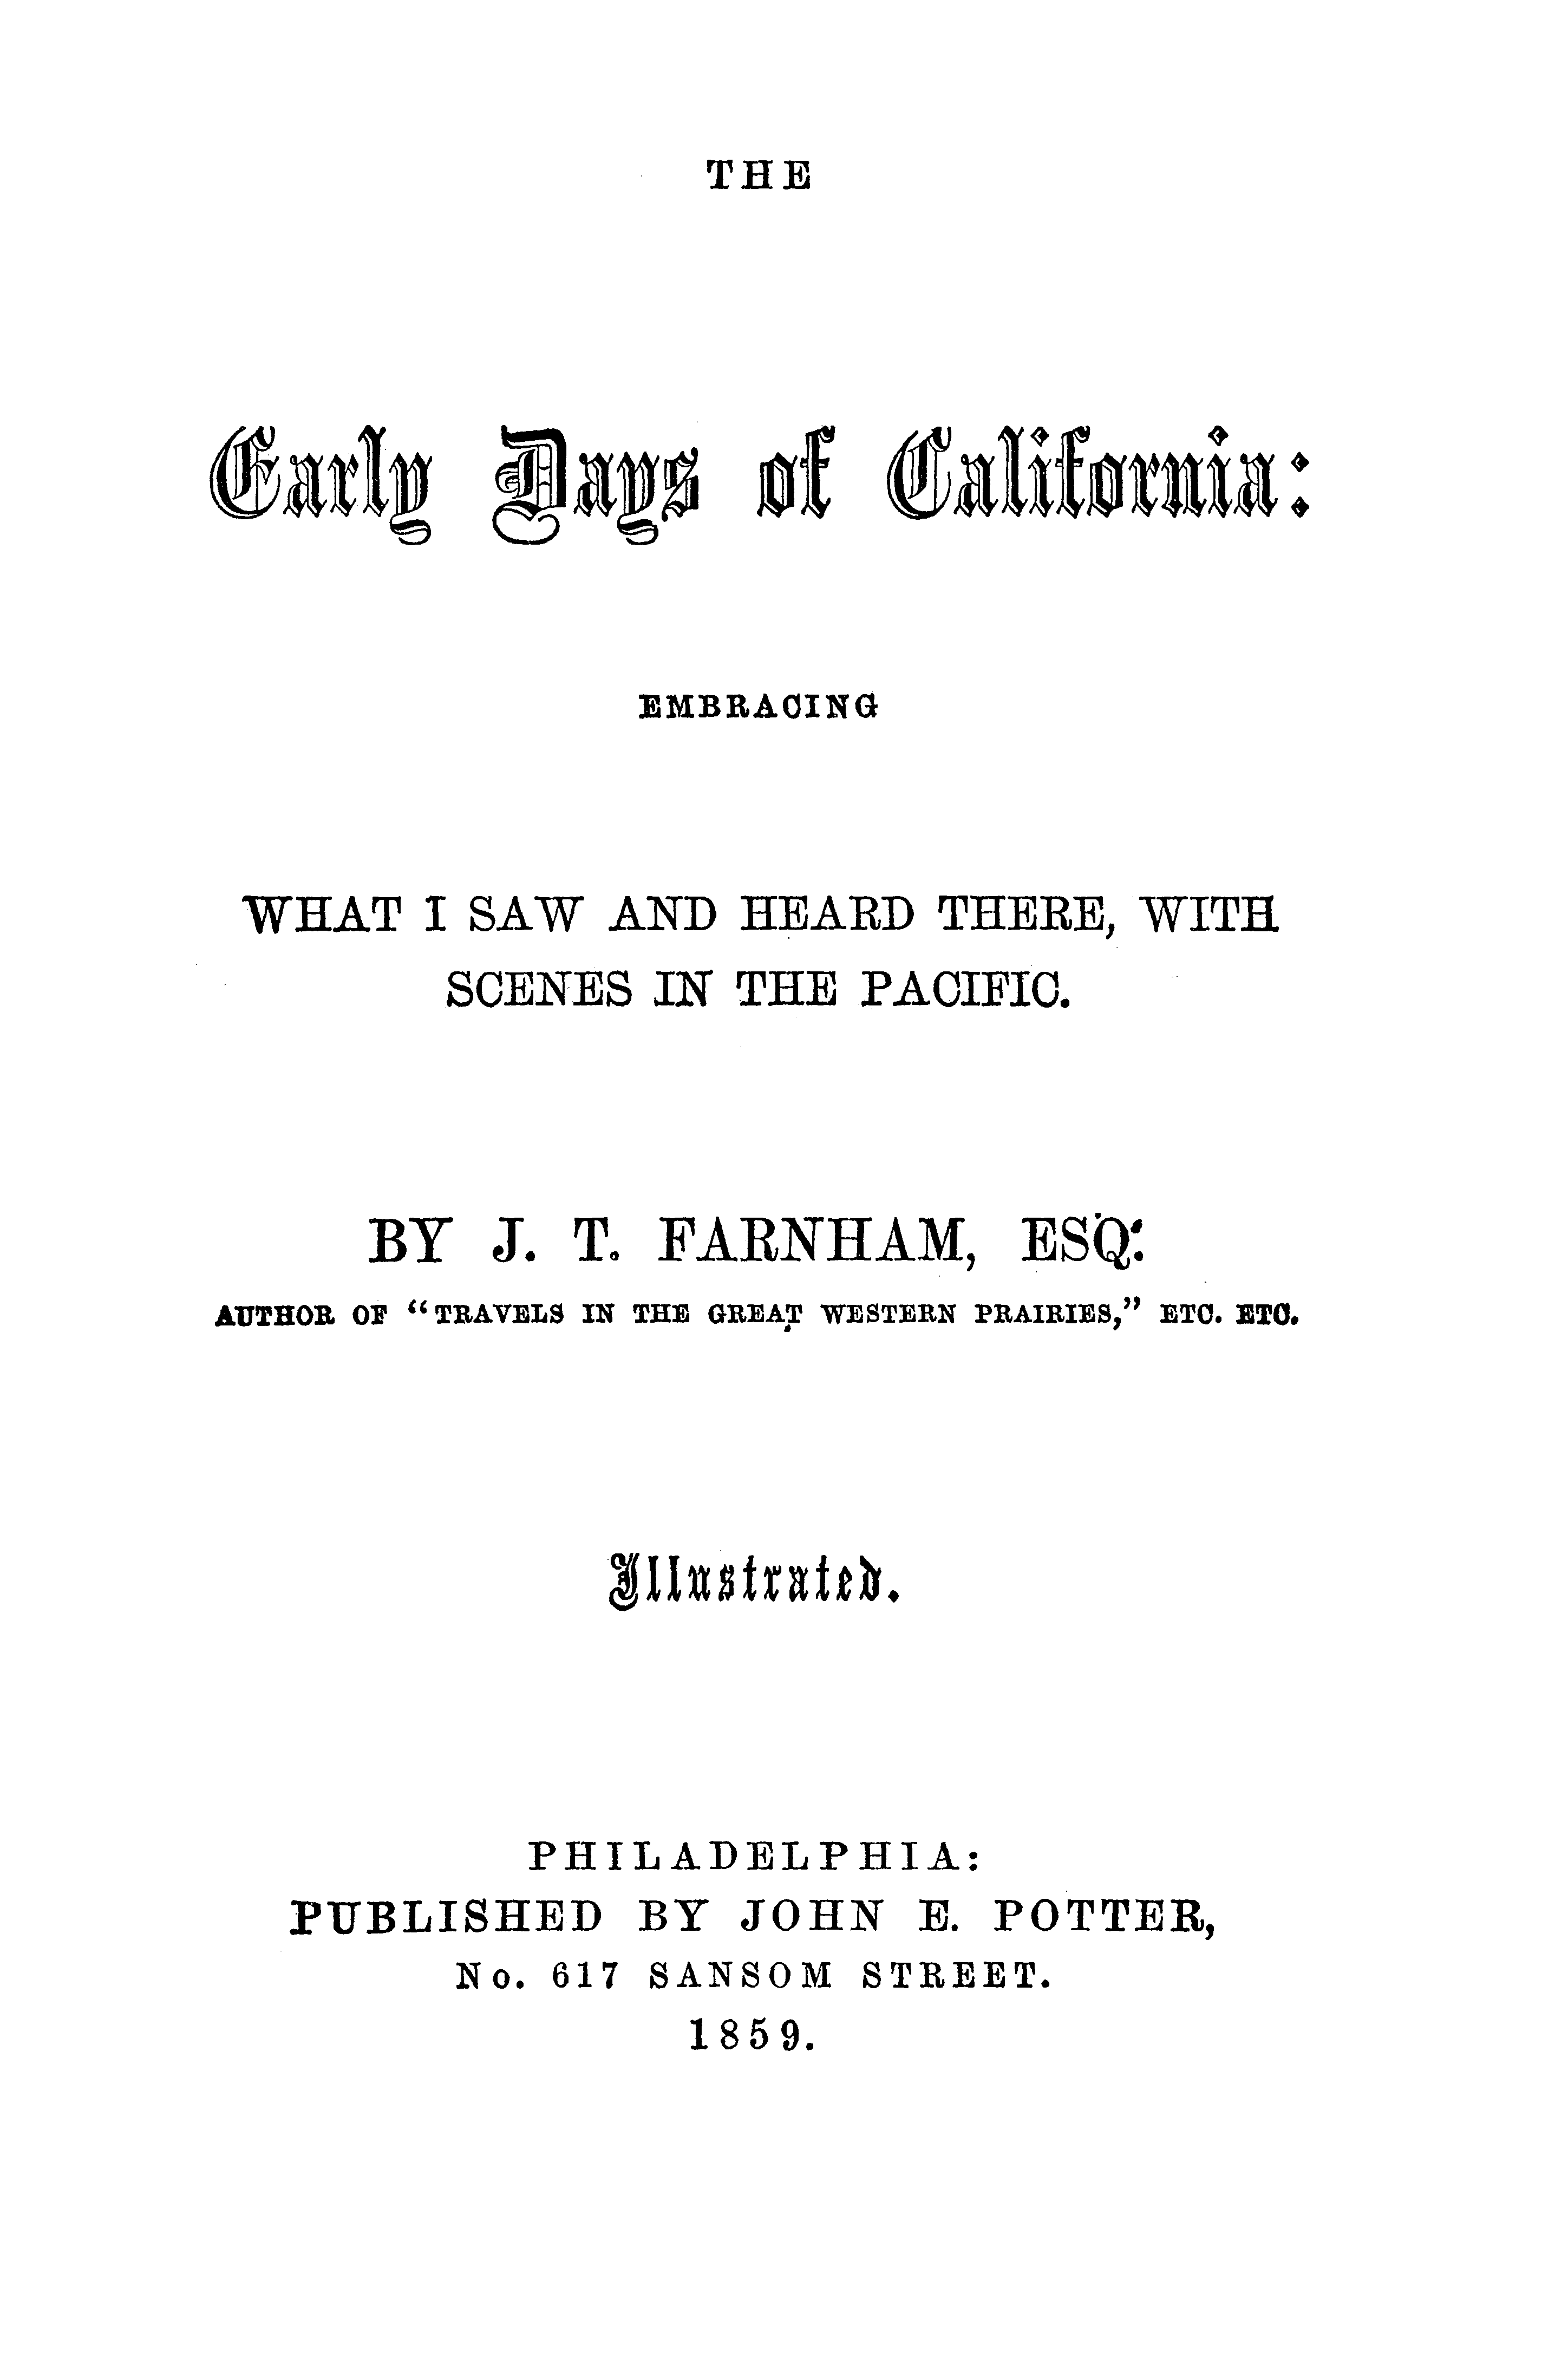 THE
Early Days of California:
EMBRACING
WHAT I SAW AND HEARD THERE, WITH
SCENES IN THE PACIFIC.
BY J. T. FARNHAM, ESQ.
AUTHOR OF “TRAVELS IN THE GREAT WESTERN PRAIRIES,” ETC. ETC.
Illustrated.
PHILADELPHIA:
PUBLISHED BY JOHN E. POTTER,
No. 617 SANSOM STREET.
1859.